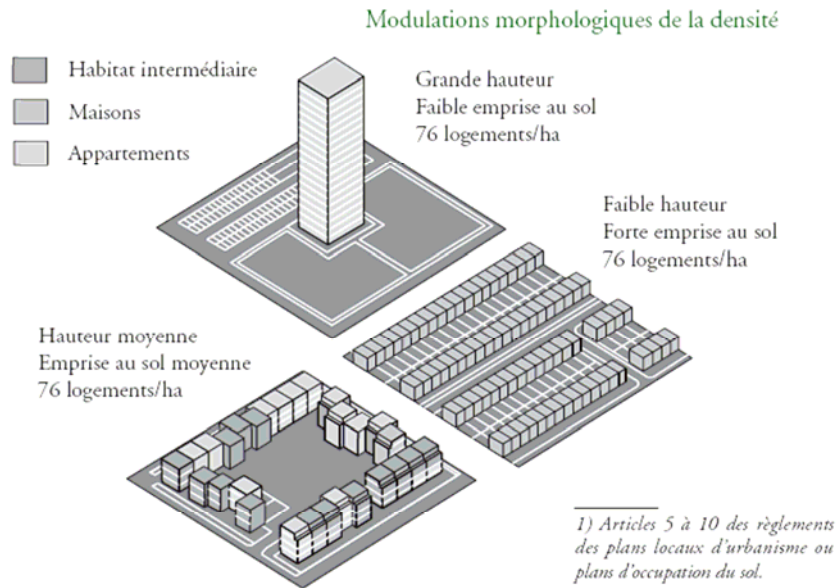 Modulations morphologiques de la densité
Habitat intermédiaire
Maisons
Appartements
Grande hauteur
Faible emprise au sol
76 logements/ha
Faible hauteur
Forte emprise au sol
76 logements/ha
Hauteur moyenne
Emprise au sol moyenne
76 logements/ha
1) Articles 5 à 10 des règlements
des plans locaux d'urbanisme ou
plans d'occupation du sol.